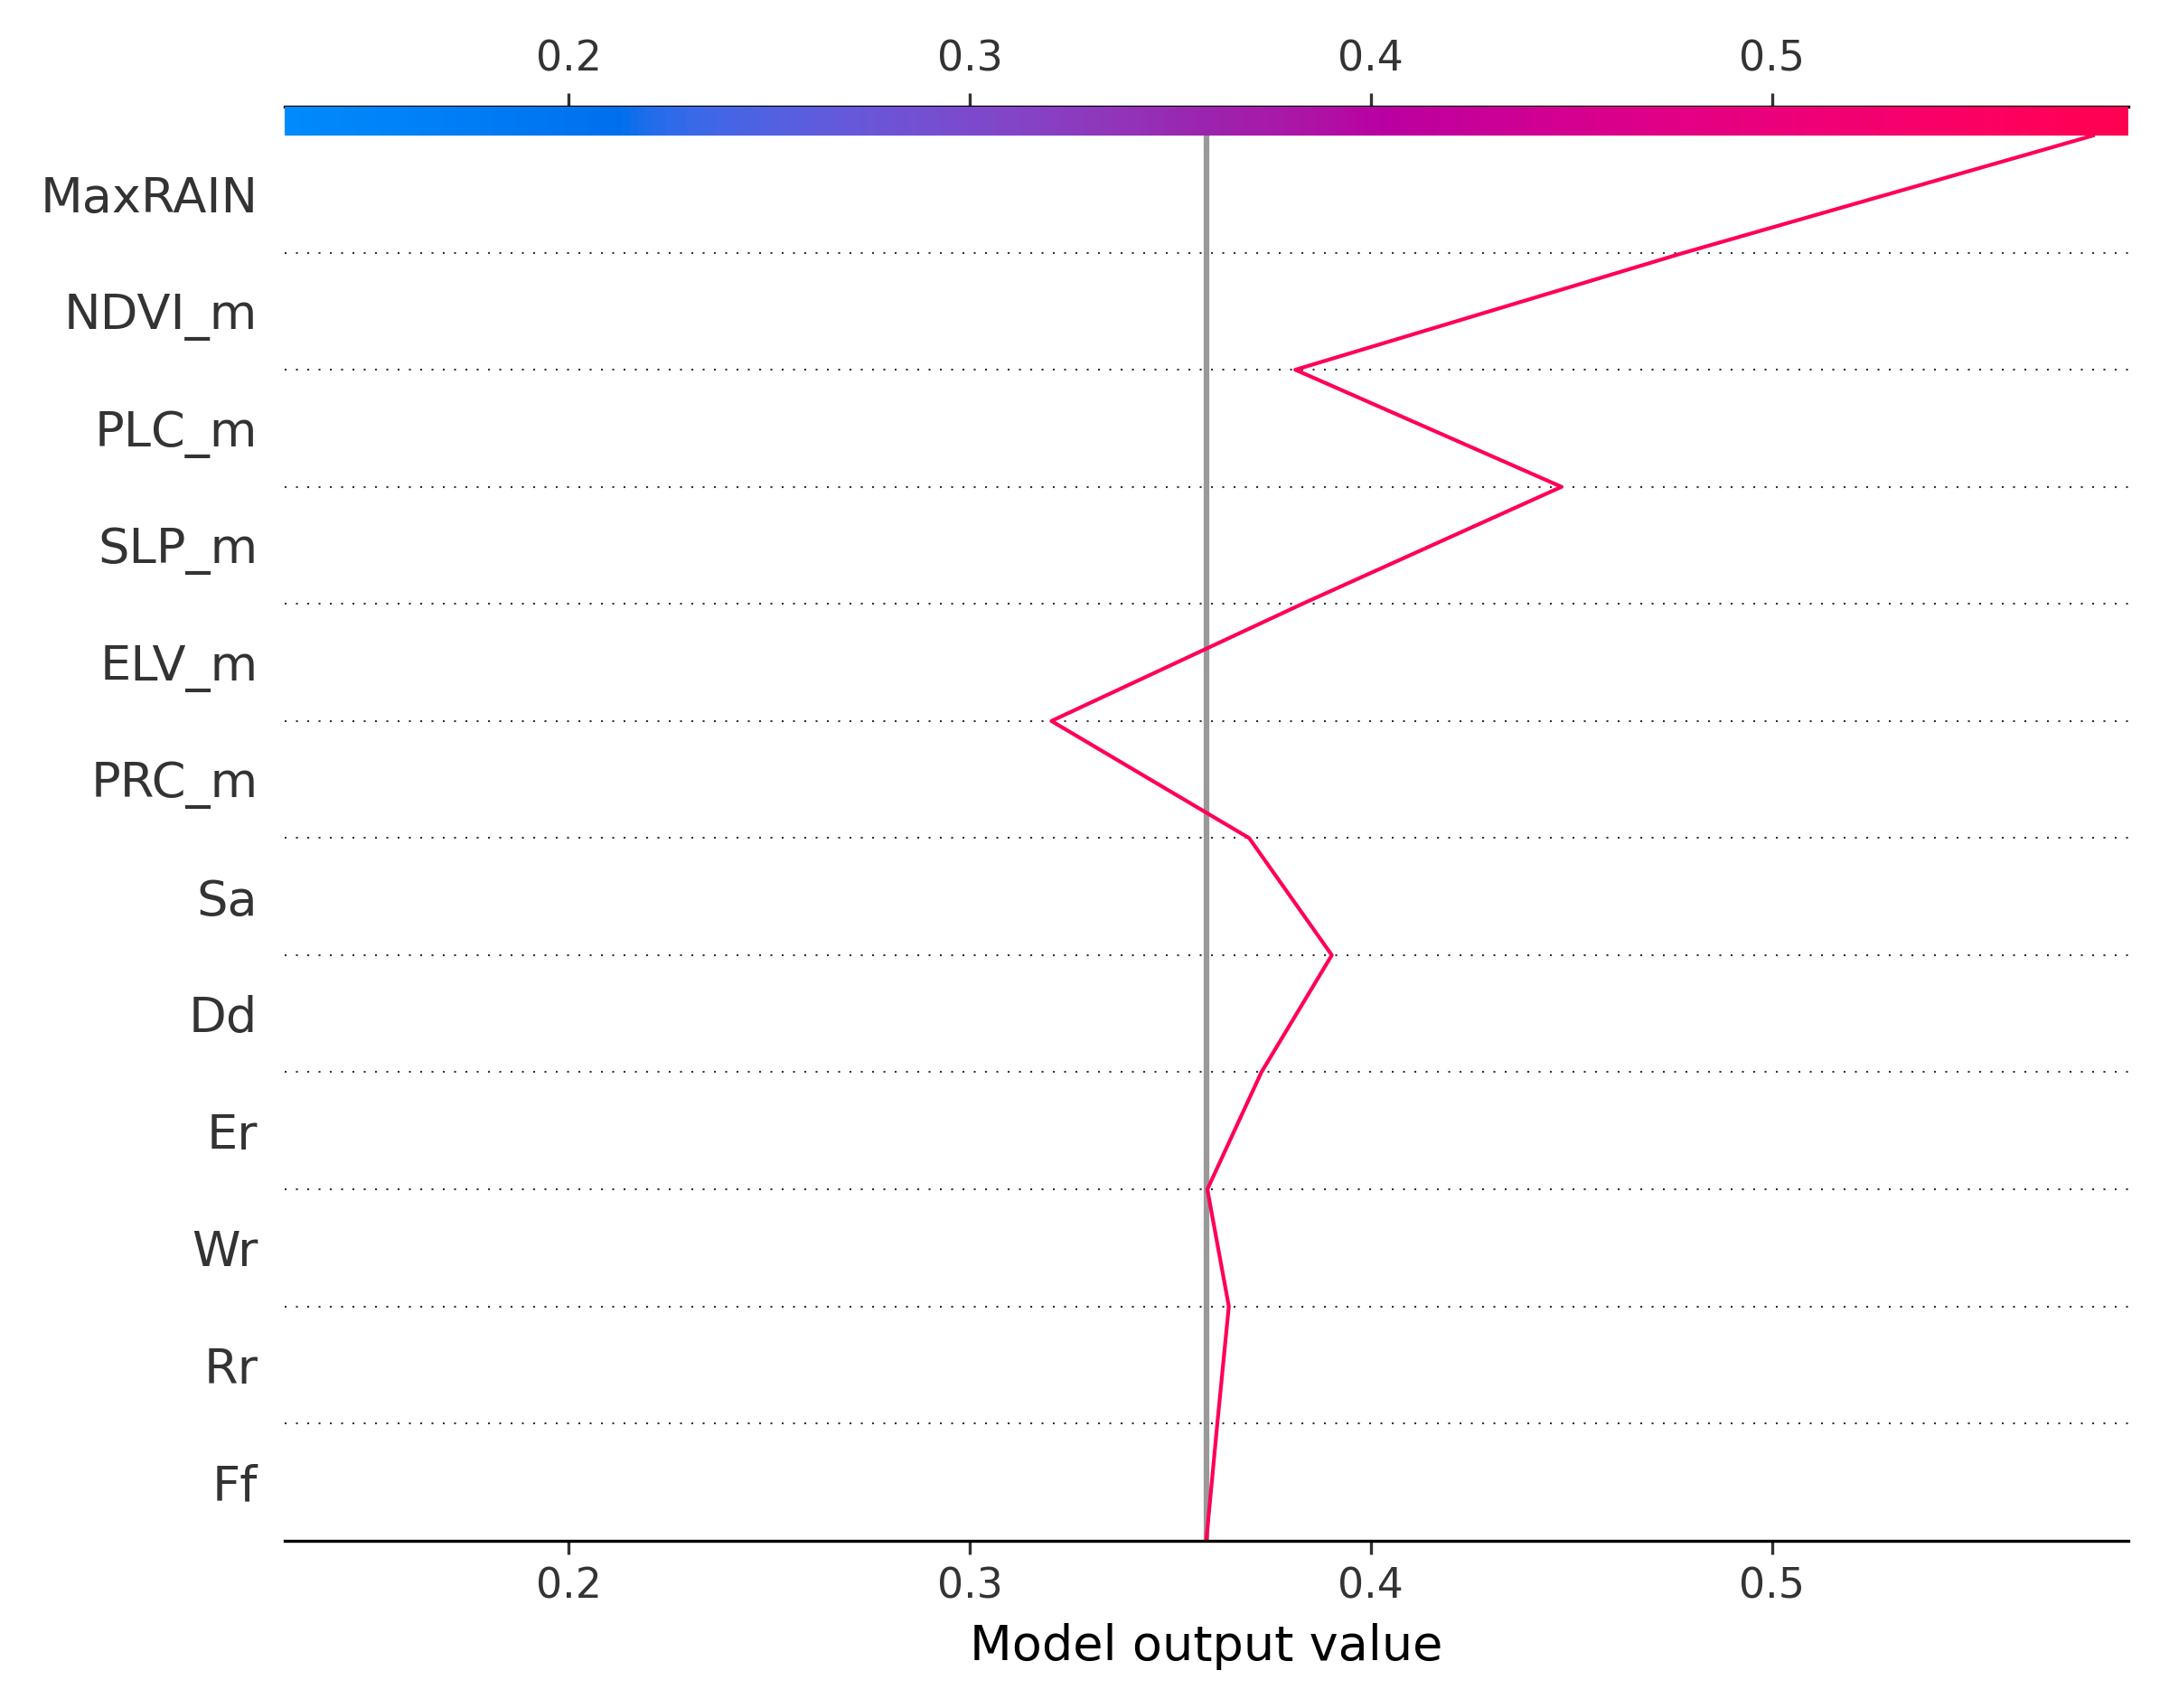 0.2 0.3 0.4 0.5
MaxRAIN
NDVI_m
PLC_m
SLP_m
ELV_m
PRC_m
Sa
Dd
Er
Wr
Rr
Ff
0.2 0.3 0.4 0.5
Model output value